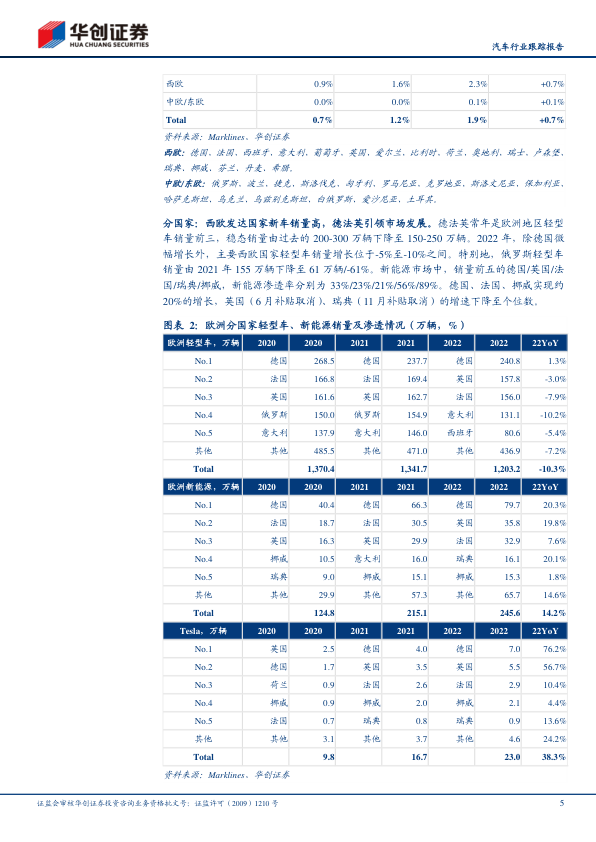 华创证券
HUA CHUANG SECURITIES
汽车行业跟踪报告
西欧 0.9% 1.6% 2.3% +0.7%
中欧/东欧 0.0% 0.0% 0.1% +0.1%
Total 0.7% 1.2% 1.9% +0.7%
资料来源：Marklines、华创证券
西欧：德国、法国、西班牙、意大利、葡萄牙、英国、爱尔兰、比利时、荷兰、奥地利、瑞士、卢森堡、
瑞典、挪威、芬兰、丹麦、希腊。
中欧/东欧：俄罗斯、波兰、捷克、斯洛伐克、匈牙利、罗马尼亚、克罗地亚、斯洛文尼亚、保加利亚、
哈萨克斯坦、乌克兰、乌兹别克斯坦、白俄罗斯、爱沙尼亚、土耳其。
分国家：西欧发达国家新车销量高，德法英引领市场发展。德法英常年是欧洲地区轻型
车销量前三，稳态销量由过去的 200-300 万辆下降至 150-250 万辆。2022 年，除德国微
幅增长外，主要西欧国家轻型车销量增长位于-5%至-10%之间。特别地，俄罗斯轻型车
销量由 2021 年 155 万辆下降至 61 万辆/-61%。新能源市场中，销量前五的德国/英国/法
国/瑞典/挪威，新能源渗透率分别为 33%/23%/21%/56%/89%。德国、法国、挪威实现约
20%的增长，英国（6 月补贴取消）、瑞典（11 月补贴取消）的增速下降至个位数。
图表 2：欧洲分国家轻型车、新能源销量及渗透情况（万辆，%）
欧洲轻型车，万辆 2020 2020 2021 2021 2022 2022 22YoY
No.1 德国 268.5 德国 237.7 德国 240.8 1.3%
No.2 法国 166.8 法国 169.4 英国 157.8 -3.0%
No.3 英国 161.6 英国 162.7 法国 156.0 -7.9%
No.4 俄罗斯 150.0 俄罗斯 154.9 意大利 131.1 -10.2%
No.5 意大利 137.9 意大利 146.0 西班牙 80.6 -5.4%
其他 其他 485.5 其他 471.0 其他 436.9 -7.2%
Total 1,370.4 1,341.7 1,203.2 -10.3%
欧洲新能源，万辆 2020 2020 2021 2021 2022 2022 22YoY
No.1 德国 40.4 德国 66.3 德国 79.7 20.3%
No.2 法国 18.7 法国 30.5 英国 35.8 19.8%
No.3 英国 16.3 英国 29.9 法国 32.9 7.6%
No.4 挪威 10.5 意大利 16.0 瑞典 16.1 20.1%
No.5 瑞典 9.0 挪威 15.1 挪威 15.3 1.8%
其他 其他 29.9 其他 57.3 其他 65.7 14.6%
Total 124.8 215.1 245.6 14.2%
Tesla，万辆 2020 2020 2021 2021 2022 2022 22YoY
No.1 英国 2.5 德国 4.0 德国 7.0 76.2%
No.2 德国 1.7 英国 3.5 英国 5.5 56.7%
No.3 荷兰 0.9 法国 2.6 法国 2.9 10.4%
No.4 挪威 0.9 挪威 2.0 挪威 2.1 4.4%
No.5 法国 0.7 瑞典 0.8 瑞典 0.9 13.6%
其他 其他 3.1 其他 3.7 其他 4.6 24.2%
Total 9.8 16.7 23.0 38.3%
资料来源：Marklines、华创证券
证监会审核华创证券投资咨询业务资格批文号：证监许可（2009）1210 号 5